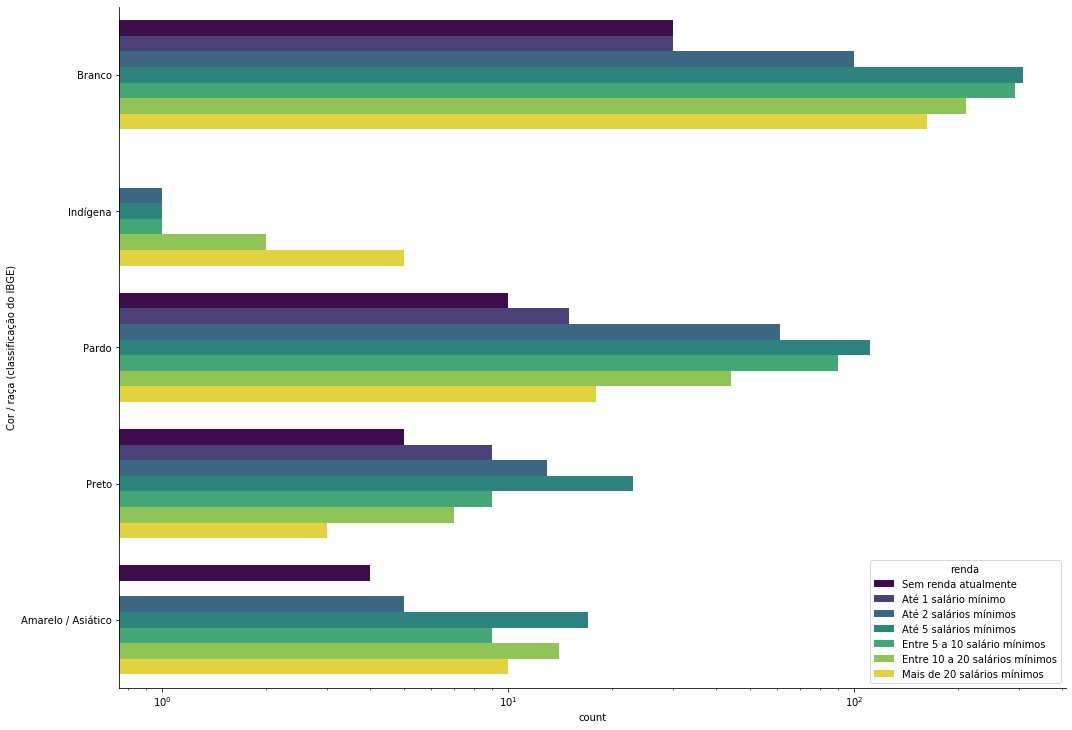 Cor / raça (classificação do IBGE)
Branco
Indígena
Pardo
Preto
Amarelo / Asiático
renda
Sem renda atualmente
Até 1 salário mínimo
Até 2 salários mínimos
Até 5 salários mínimos
Entre 5 a 10 salário mínimos
Entre 10 a 20 salários mínimos
Mais de 20 salários mínimos
10⁰ 10¹ 10²
count